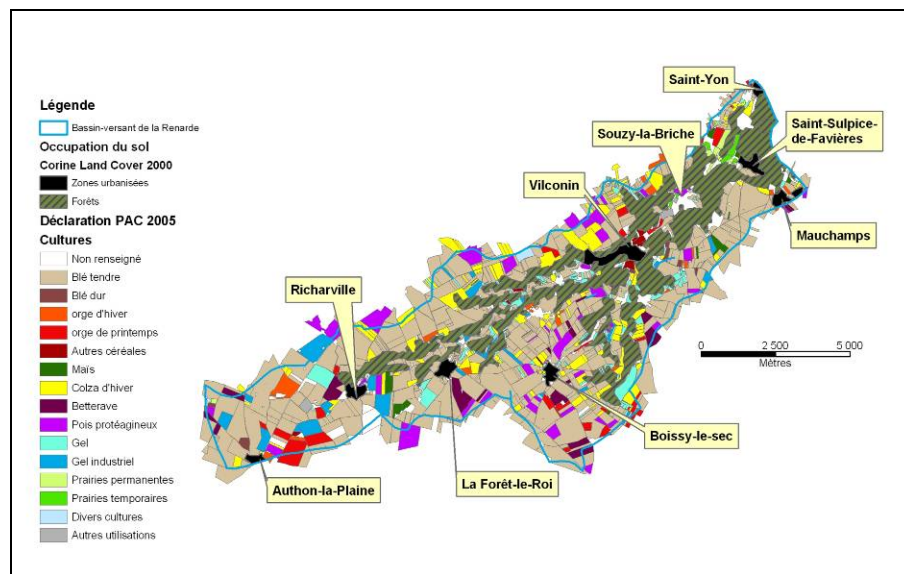 Légende
Bassin-versant de la Renarde
Occupation du sol
Corine Land Cover 2000
Zones urbanisées
Forêts
Déclaration PAC 2005
Cultures
Non renseigné
Blé tendre
Blé dur
orge d'hiver
orge de printemps
Autres céréales
Maïs
Colza d'hiver
Betterave
Pois protéagineux
Gel
Gel industriel
Prairies permanentes
Prairies temporaires
Divers cultures
Autres utilisations
Saint-Yon
Saint-Sulpice-
de-Favières
Souzy-la-Briche
Vilconin
Mauchamps
Richarville
0 2 500 5 000
Mètres
Boissy-le-sec
La Forêt-le-Roi
Authon-la-Plaine